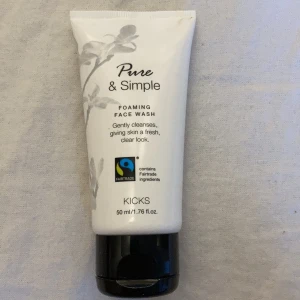 Pure
& Simple
FOAMING
FACE WASH
Gently cleanses,
giving skin a fresh,
clear look.
FAIRTRADE
contains
Fairtrade
ingredients
KICKS
50 ml/1.76 fl.oz.